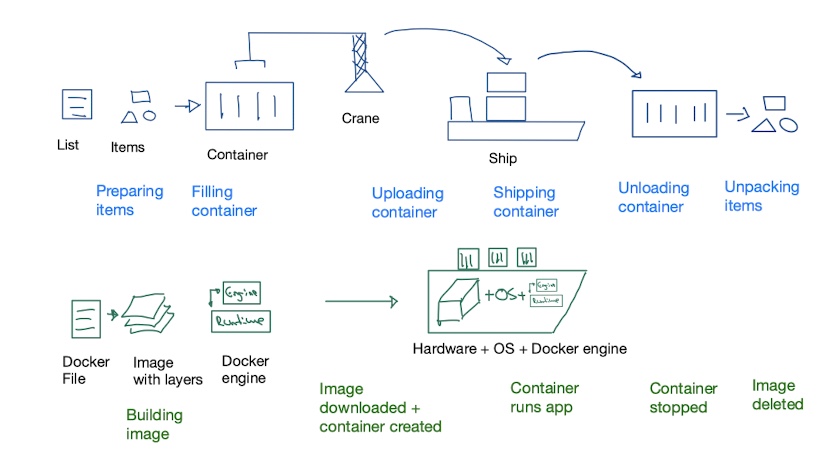 List
Items
Container
Crane
Ship
Preparing
items
Filling
container
Uploading
container
Shipping
container
Unloading
container
Unpacking
items
Engine
Runtime
+OS+
Engine
Runtime
Docker
File
Image
with layers
Docker
engine
Hardware + OS + Docker engine
Building
image
Image
downloaded +
container created
Container
runs app
Container
stopped
Image
deleted